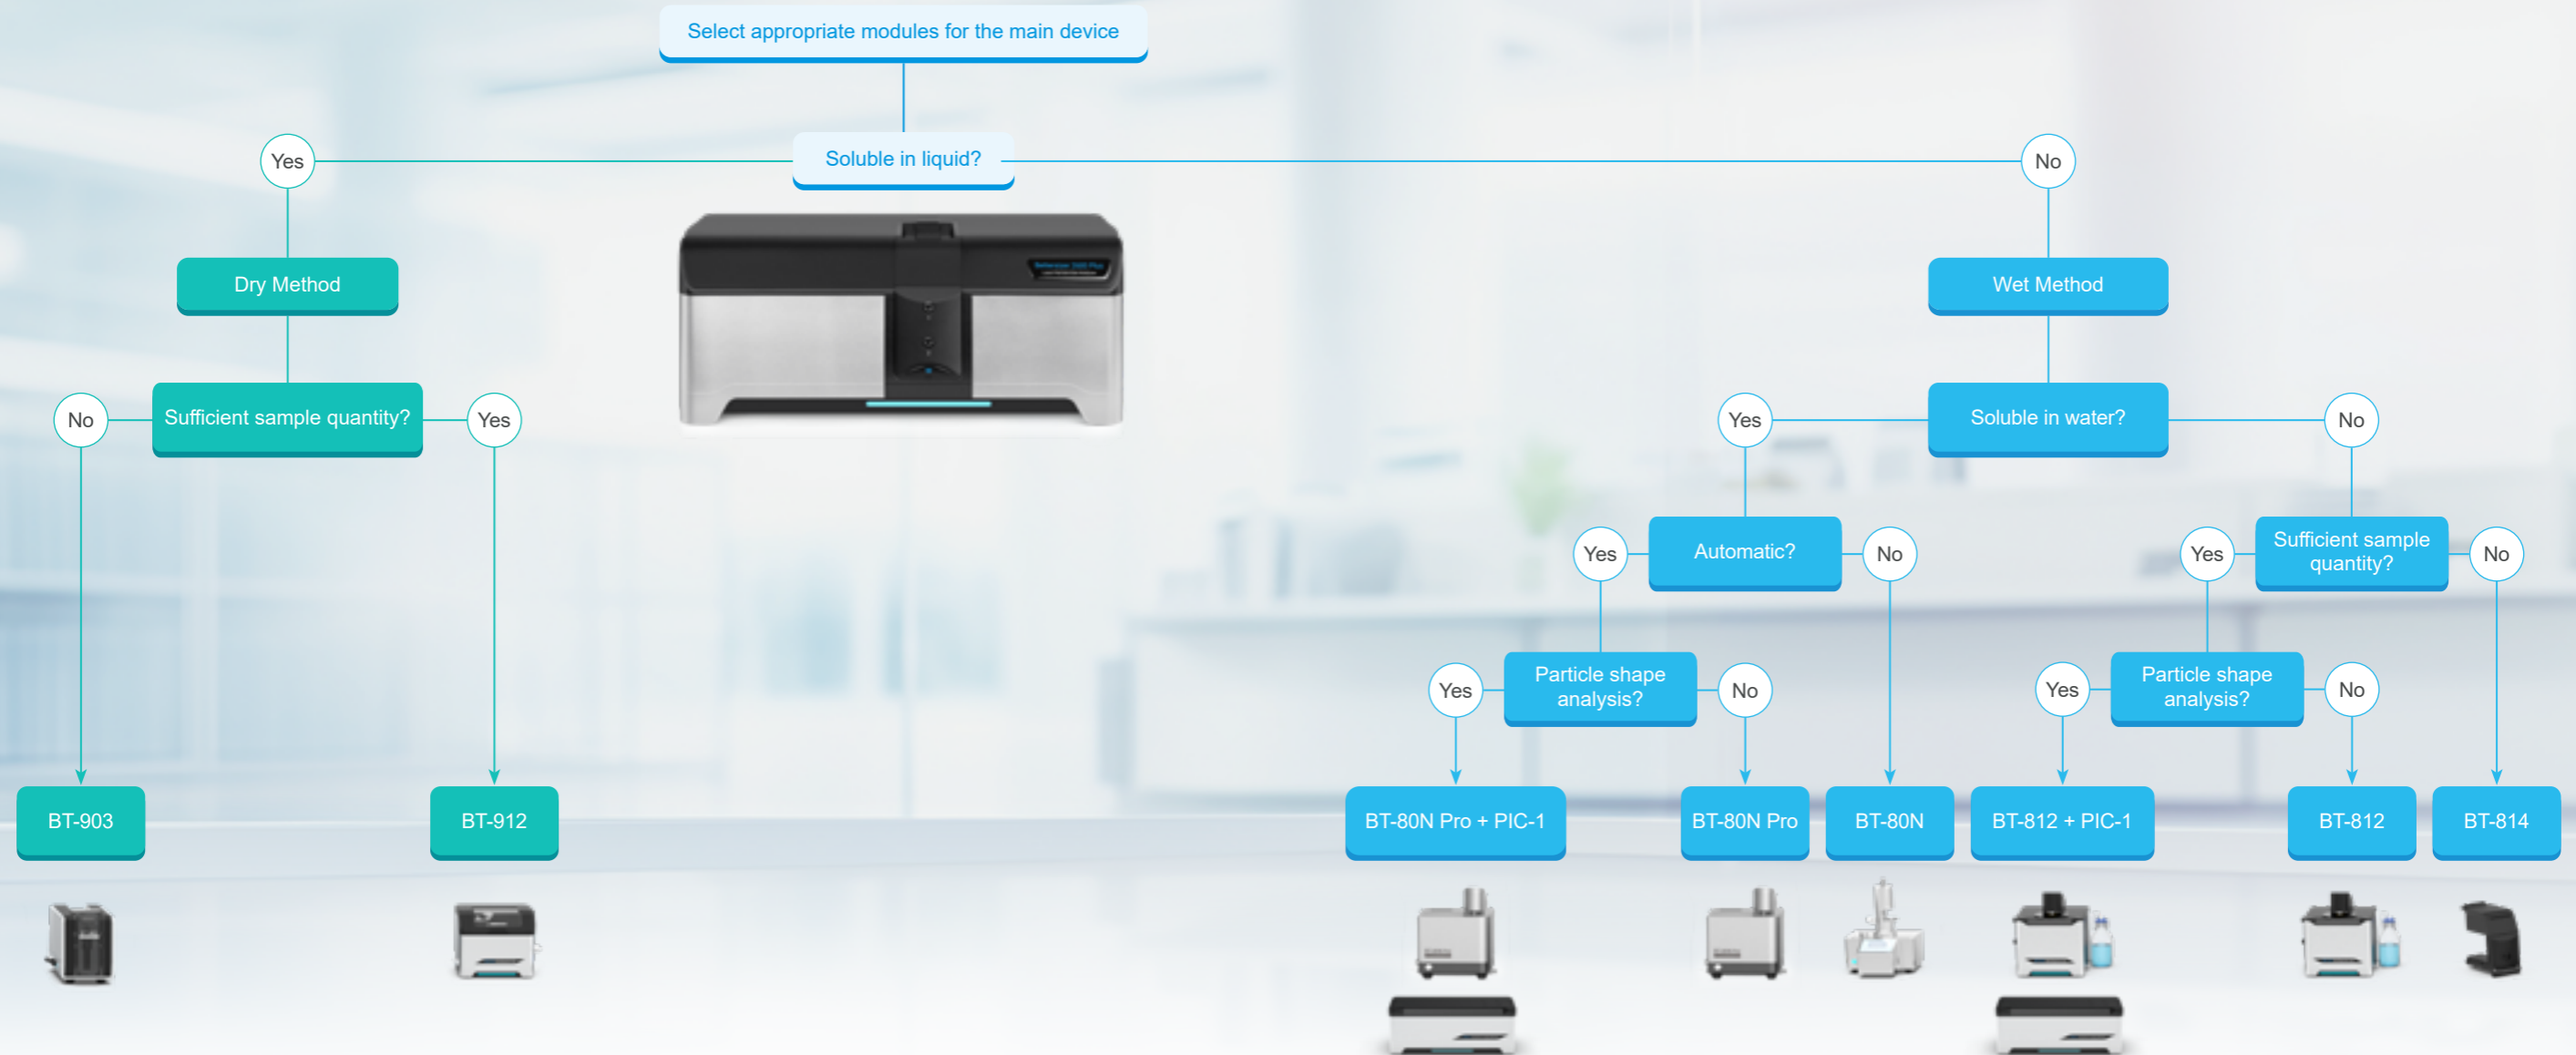 Select appropriate modules for the main device
Yes
Soluble in liquid?
No
Dry Method
Wet Method
No
Sufficient sample quantity?
Yes
Yes
Soluble in water?
No
Yes
Automatic?
No
Yes
Sufficient sample
quantity?
No
Yes
Particle shape
analysis?
No
Yes
Particle shape
analysis?
No
BT-903
BT-912
BT-80N Pro + PIC-1
BT-80N Pro
BT-80N
BT-812 + PIC-1
BT-812
BT-814